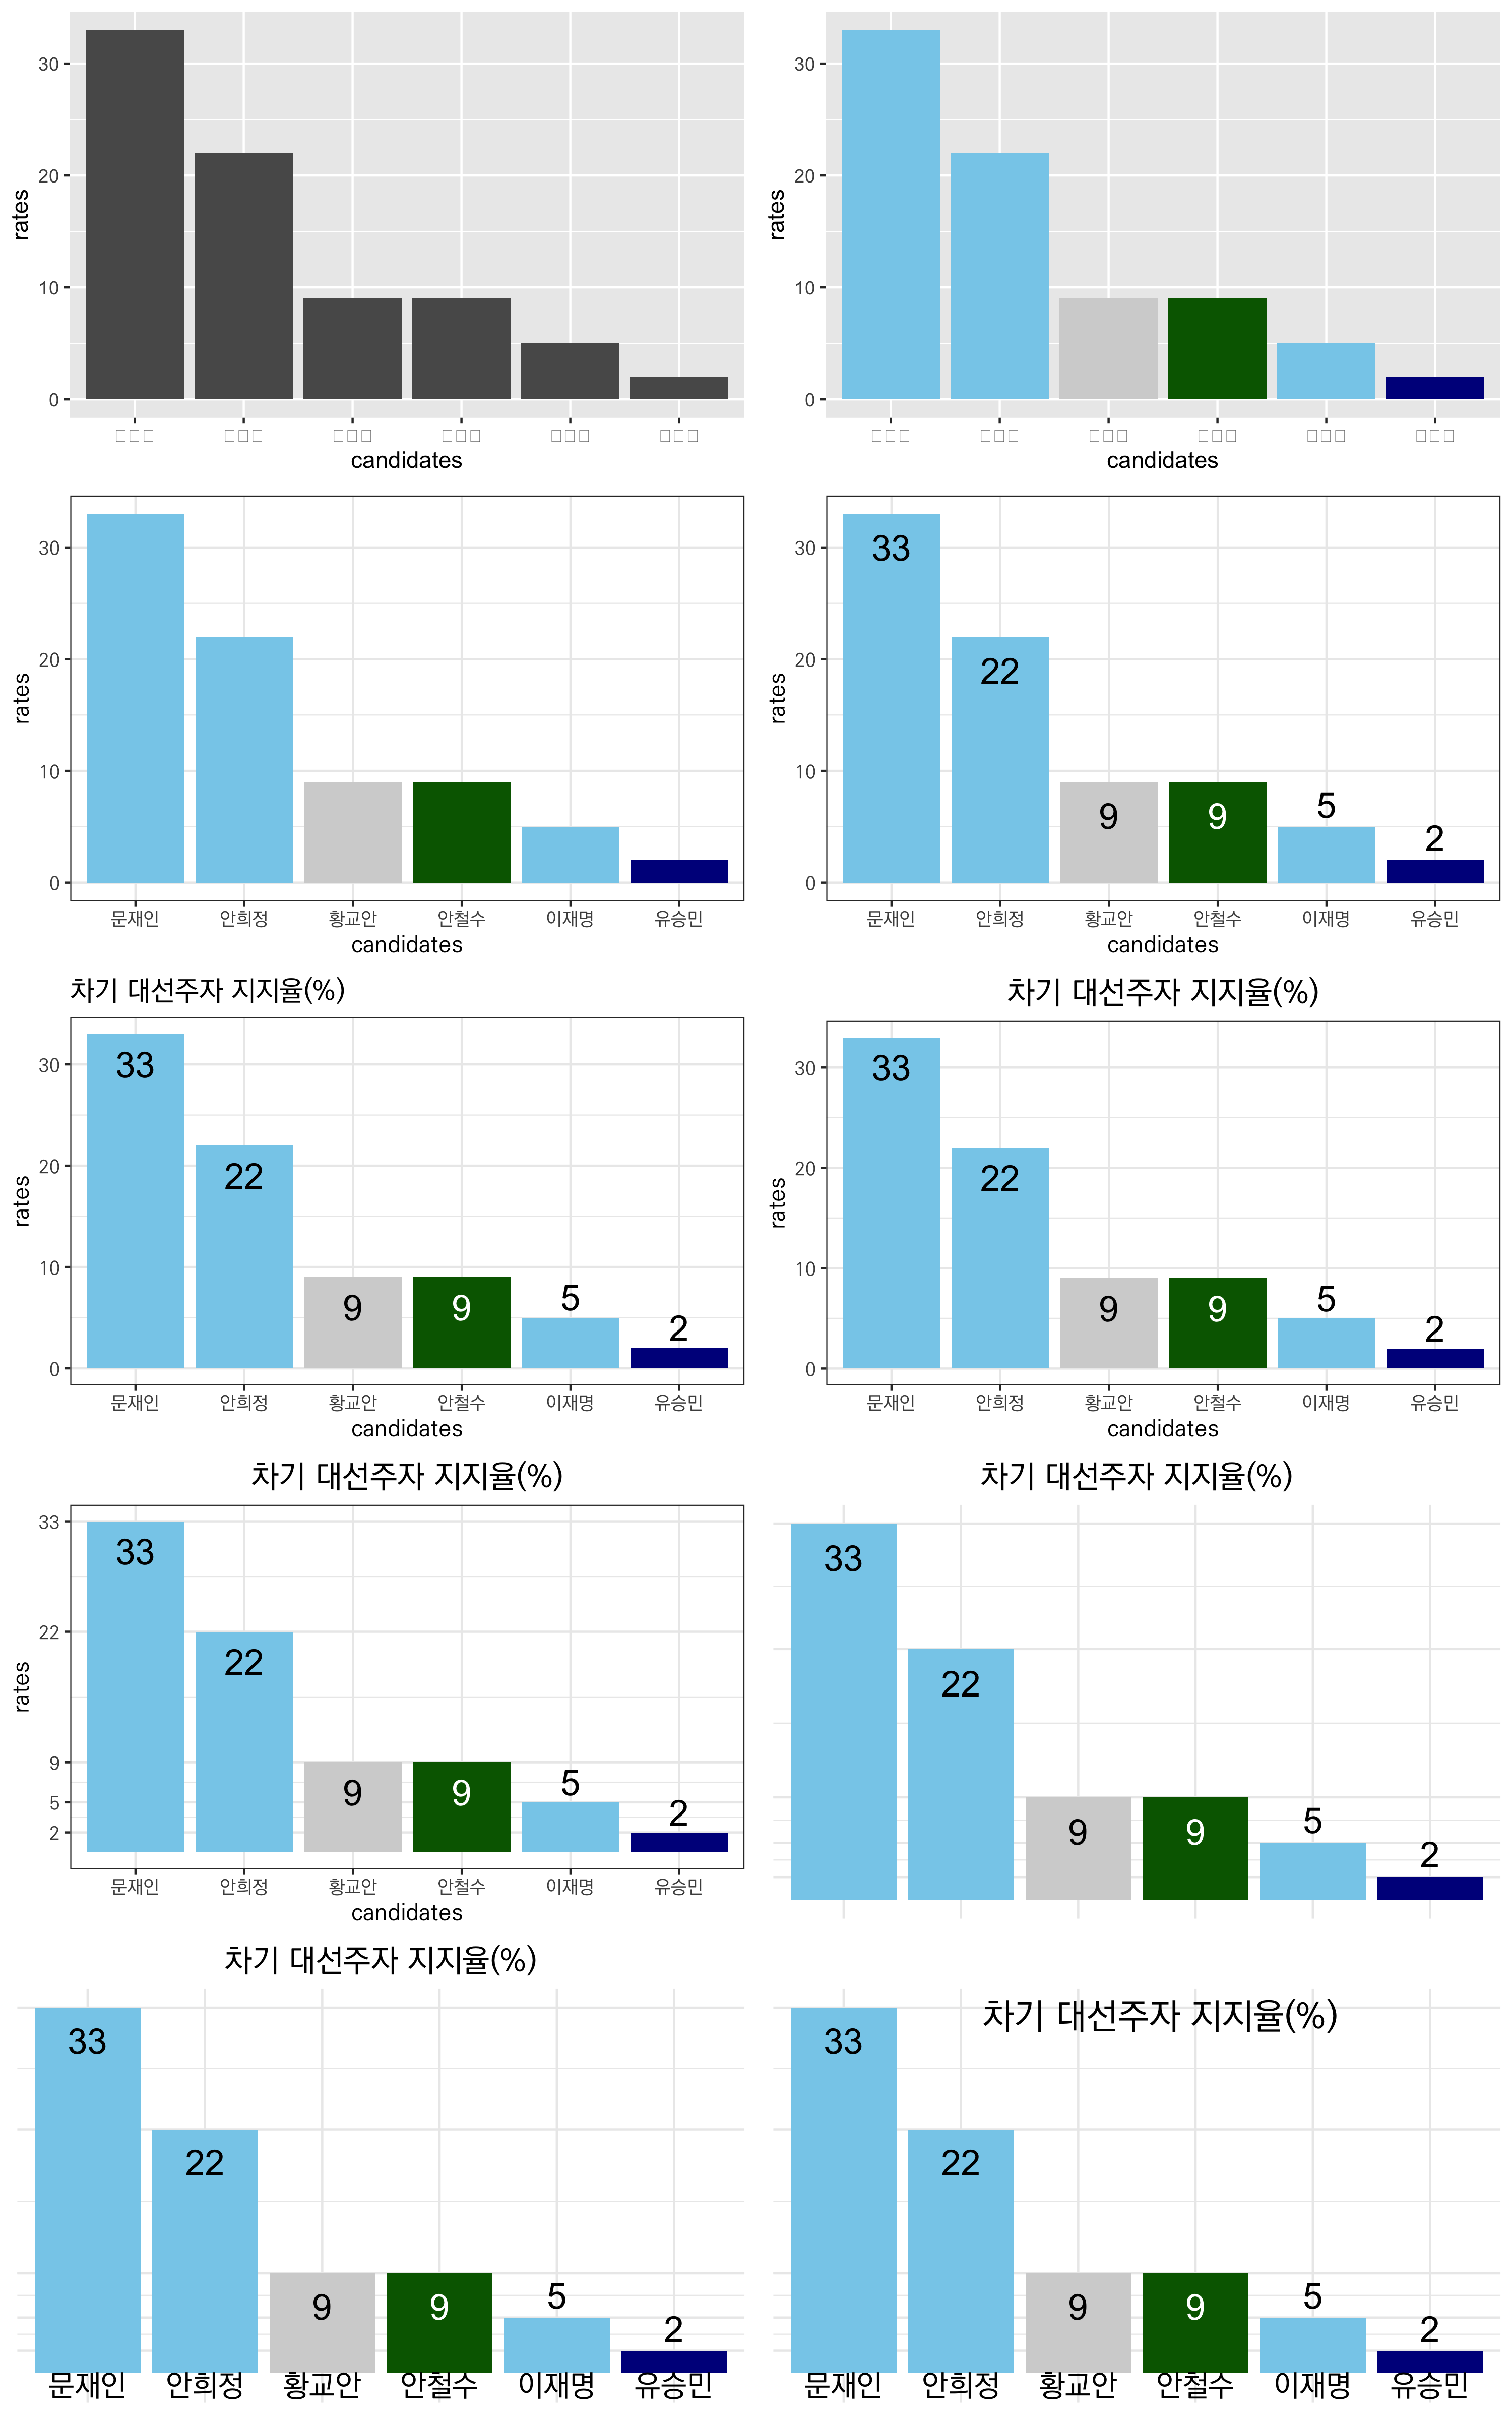 30
20
10
0
rates
candidates
30
20
10
0
rates
candidates
30
20
10
0
rates
문재인 안희정 황교안 안철수 이재명 유승민
candidates
30
20
10
0
rates
33
22
9
9
5
2
문재인 안희정 황교안 안철수 이재명 유승민
candidates
차기 대선주자 지지율(%)
30
20
10
0
rates
33
22
9
9
5
2
문재인 안희정 황교안 안철수 이재명 유승민
candidates
차기 대선주자 지지율(%)
30
20
10
0
rates
33
22
9
9
5
2
문재인 안희정 황교안 안철수 이재명 유승민
candidates
차기 대선주자 지지율(%)
33
22
9
5
2
rates
33
22
9
9
5
2
문재인 안희정 황교안 안철수 이재명 유승민
candidates
차기 대선주자 지지율(%)
33
22
9
9
5
2
차기 대선주자 지지율(%)
33
22
9
9
5
2
문재인 안희정 황교안 안철수 이재명 유승민
차기 대선주자 지지율(%)
33
22
9
9
5
2
문재인 안희정 황교안 안철수 이재명 유승민